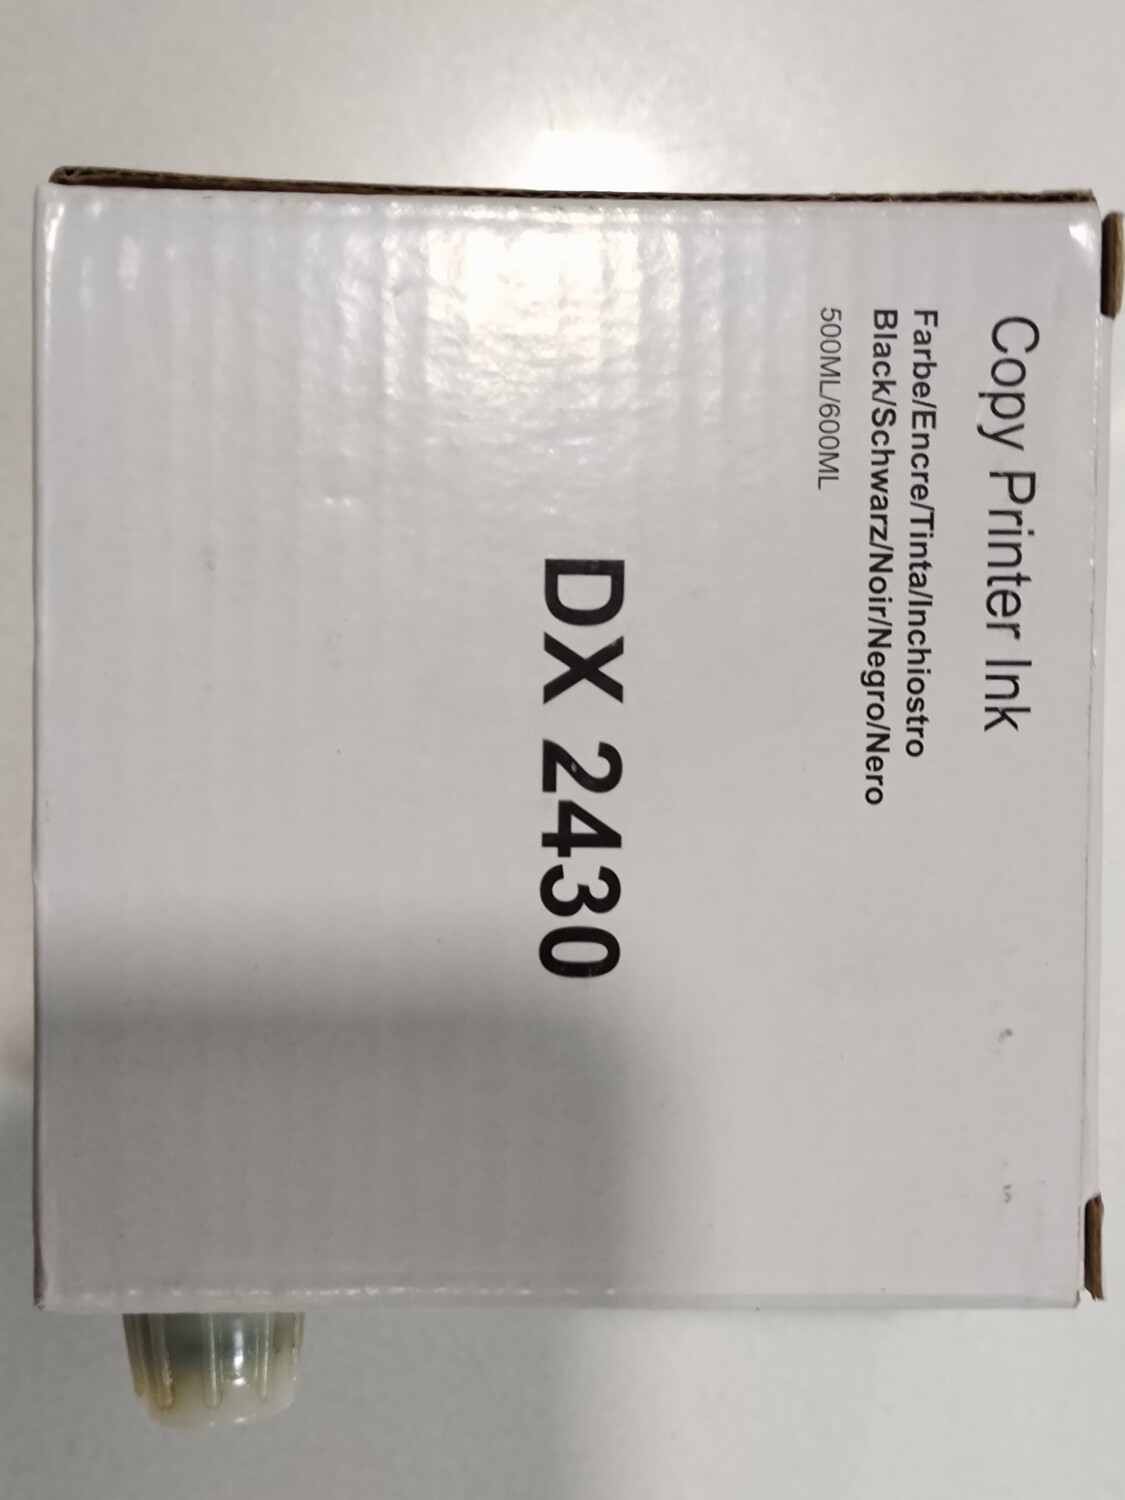 Copy Printer Ink
Farbe/Encre/Tinta/Inchiostro
Black/Schwarz/Noir/Negro/Nero
500ML/600ML
DX 2430